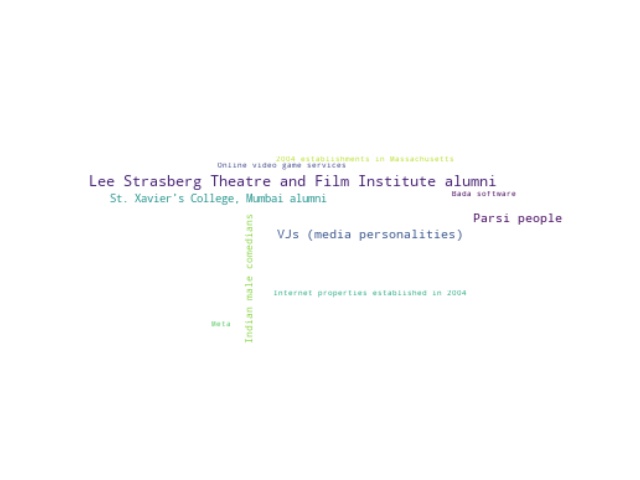 2004 establishments in Massachusetts
Online video game services
Lee Strasberg Theatre and Film Institute alumni
Bada software
St. Xavier's College, Mumbai alumni
Parsi people
VJs (media personalities)
Indian male comedians
Internet properties established in 2004
Meta